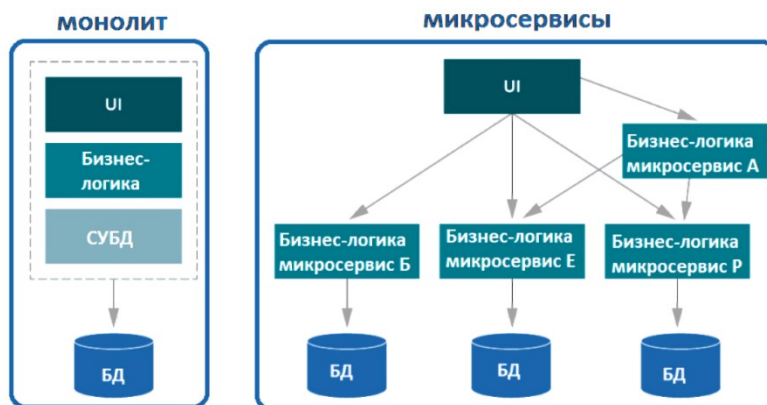 монолит
UI
Бизнес-
логика
СУБД
БД
микросервисы
UI
Бизнес-логика
микросервис А
Бизнес-логика
микросервис Б
Бизнес-логика
микросервис Е
Бизнес-логика
микросервис Р
БД
БД
БД